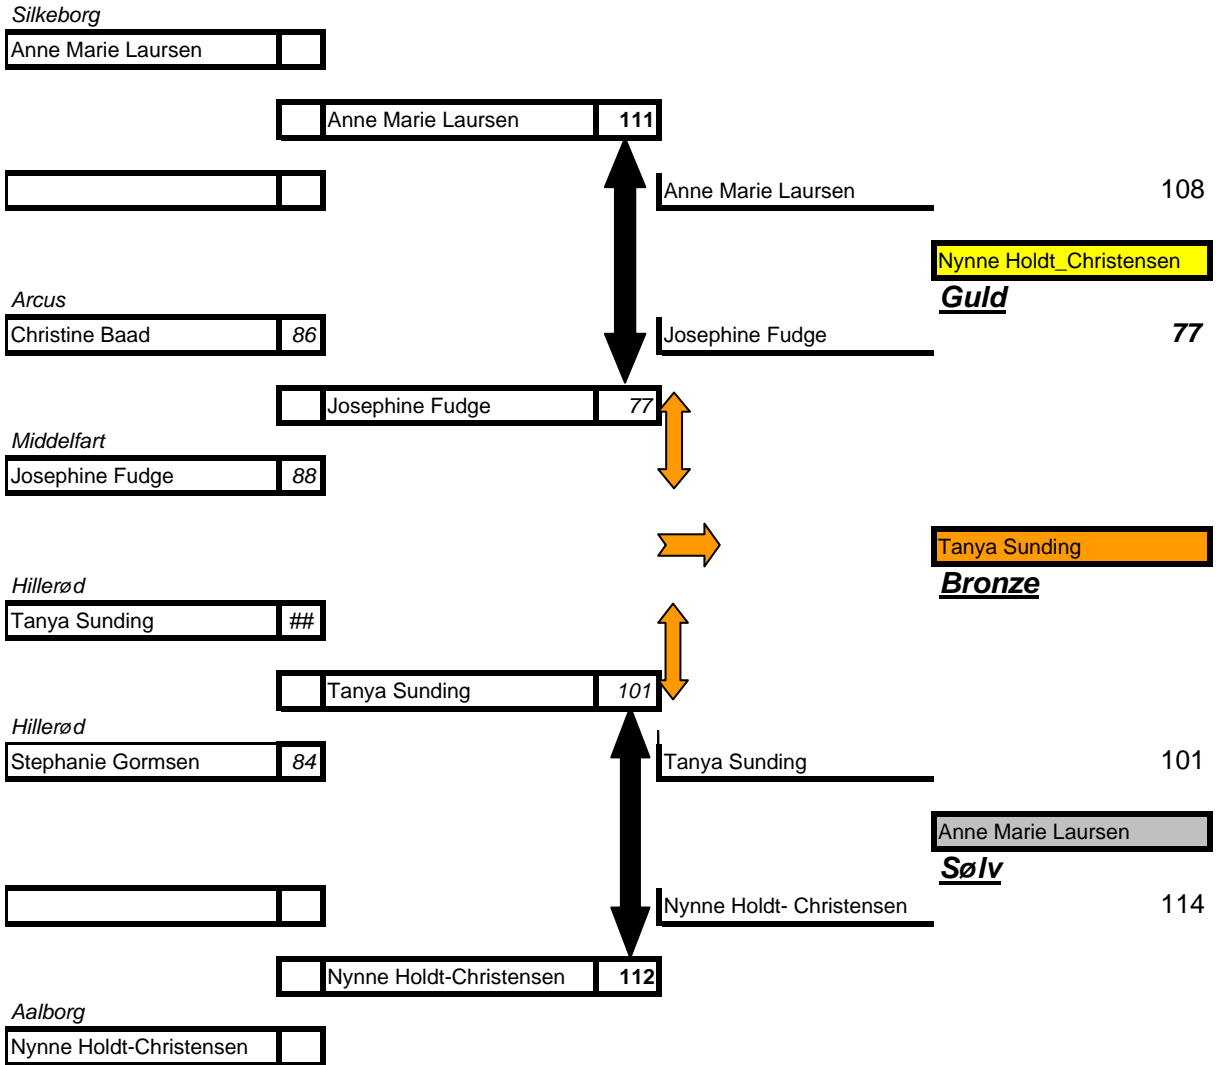 Silkeborg
Anne Marie Laursen
Anne Marie Laursen 111
Anne Marie Laursen 108
Nynne Holdt_Christensen
Guld
Arcus
Christine Baad 86
Josephine Fudge 77
Josephine Fudge 77
Middelfart
Josephine Fudge 88
Tanya Sunding
Bronze
Hillerød
Tanya Sunding ##
Tanya Sunding 101
Hillerød
Stephanie Gormsen 84
Tanya Sunding 101
Anne Marie Laursen
Sølv
Nynne Holdt- Christensen 114
Nynne Holdt-Christensen 112
Aalborg
Nynne Holdt-Christensen